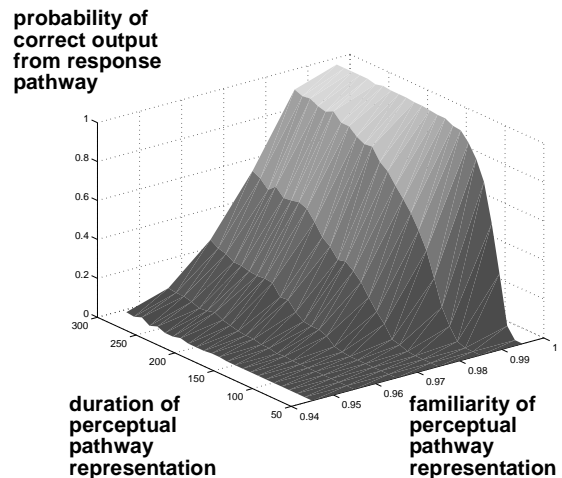 probability of
correct output
from response
pathway
1
0.8
0.6
0.4
0.2
0
300
250
200
150
100
50
0.94
0.95
0.96
0.97
0.98
0.99
1
duration of
perceptual
pathway
representation
familiarity of
perceptual
pathway
representation